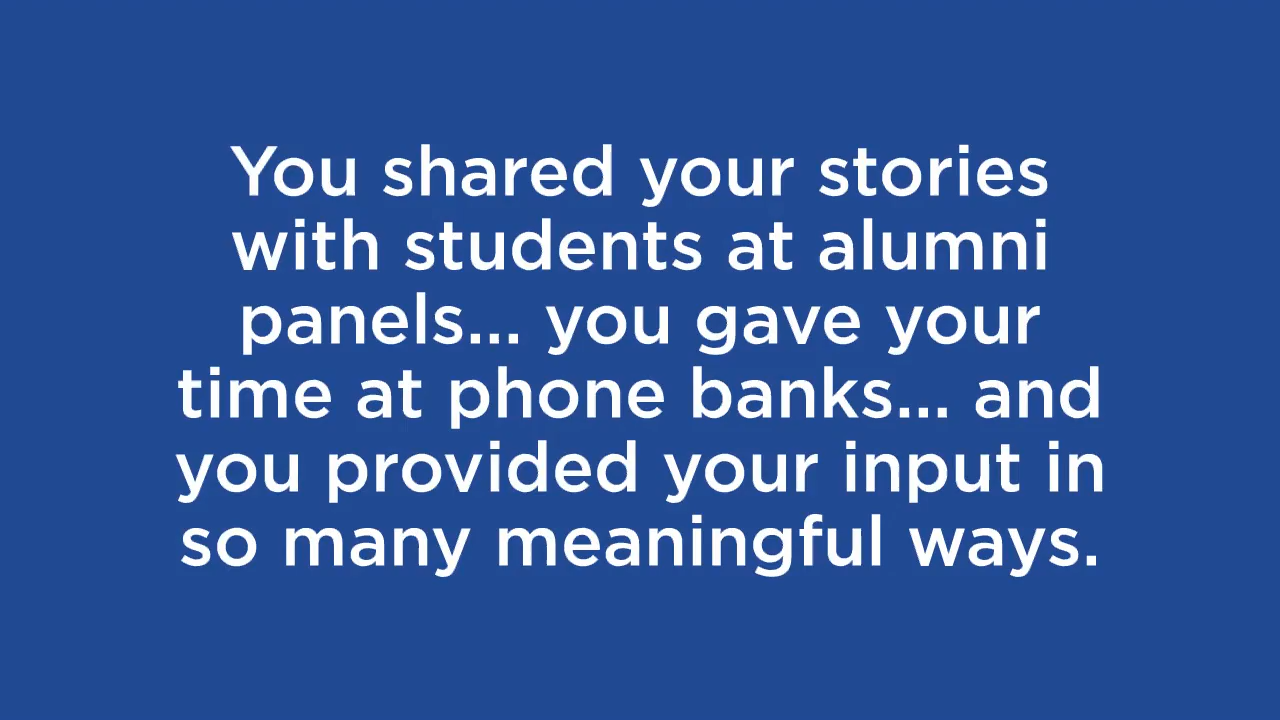 You shared your stories
with students at alumni
panels... you gave your
time at phone banks... and
you provided your input in
so many meaningful ways.